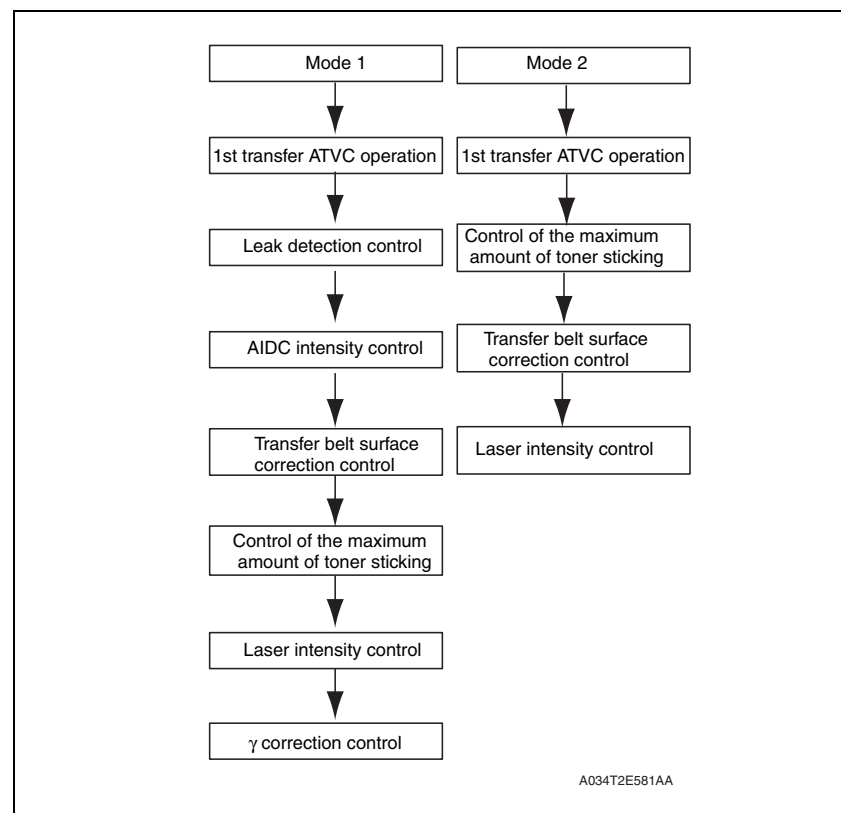 Mode 1
1st transfer ATVC operation
Leak detection control
AIDC intensity control
Transfer belt surface
correction control
Control of the maximum
amount of toner sticking
Laser intensity control
γ correction control
Mode 2
1st transfer ATVC operation
Control of the maximum
amount of toner sticking
Transfer belt surface
correction control
Laser intensity control
A034T2E581AA